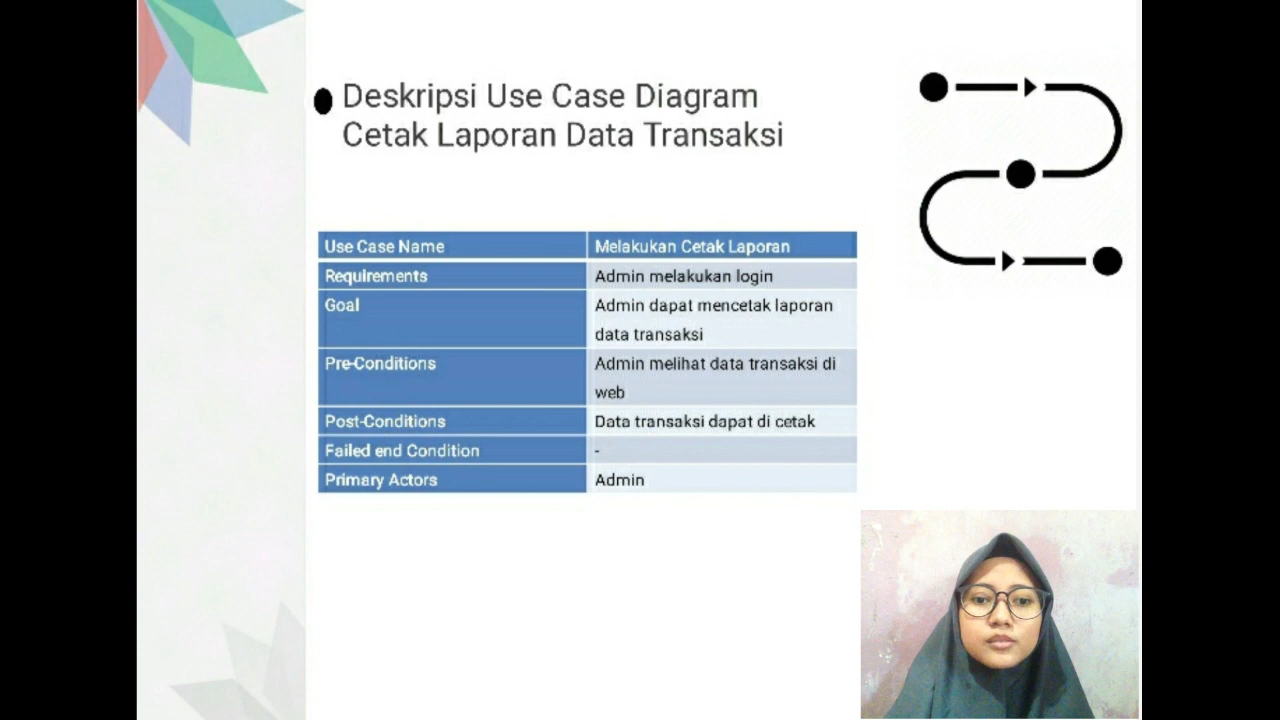 Deskripsi Use Case Diagram
Cetak Laporan Data Transaksi
Use Case Name
Melakukan Cetak Laporan
Requirements
Admin melakukan login
Goal
Admin dapat mencetak laporan
data transaksi
Pre-Conditions
Admin melihat data transaksi di
web
Post-Conditions
Data transaksi dapat di cetak
Failed end Condition
-
Primary Actors
Admin